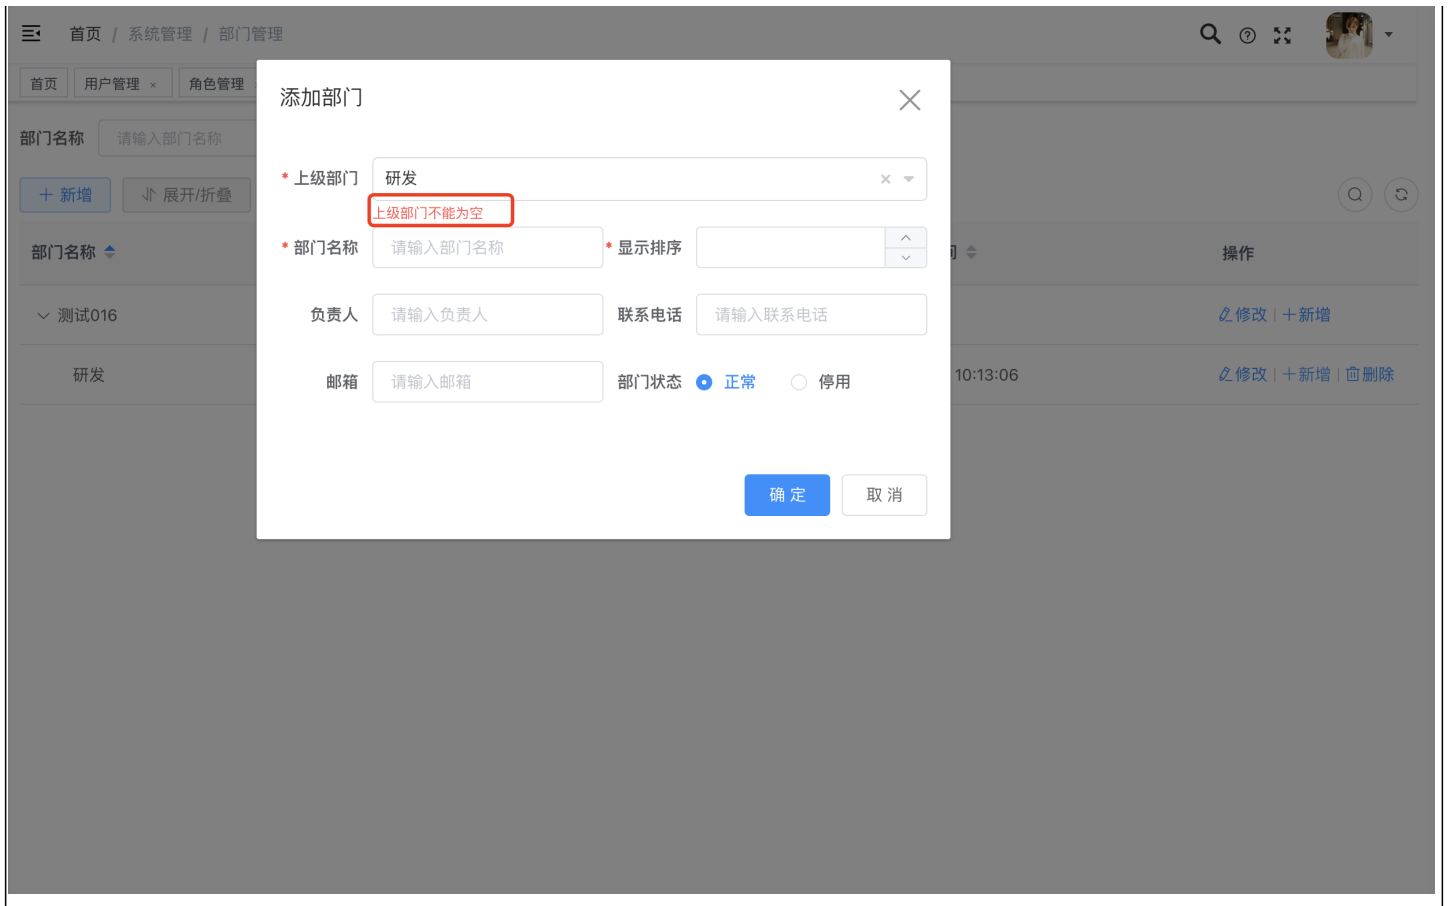 首页 / 系统管理 / 部门管理
首页 用户管理 × 角色管理
部门名称 请输入部门名称
+ 新增 展开/折叠
部门名称 操作
测试016 修改 | +新增
研发 10:13:06 修改 | +新增 | 删除
添加部门
* 上级部门 研发
上级部门不能为空
* 部门名称 请输入部门名称 * 显示排序
负责人 请输入负责人 联系电话 请输入联系电话
邮箱 请输入邮箱 部门状态 正常 停用
确 定 取 消